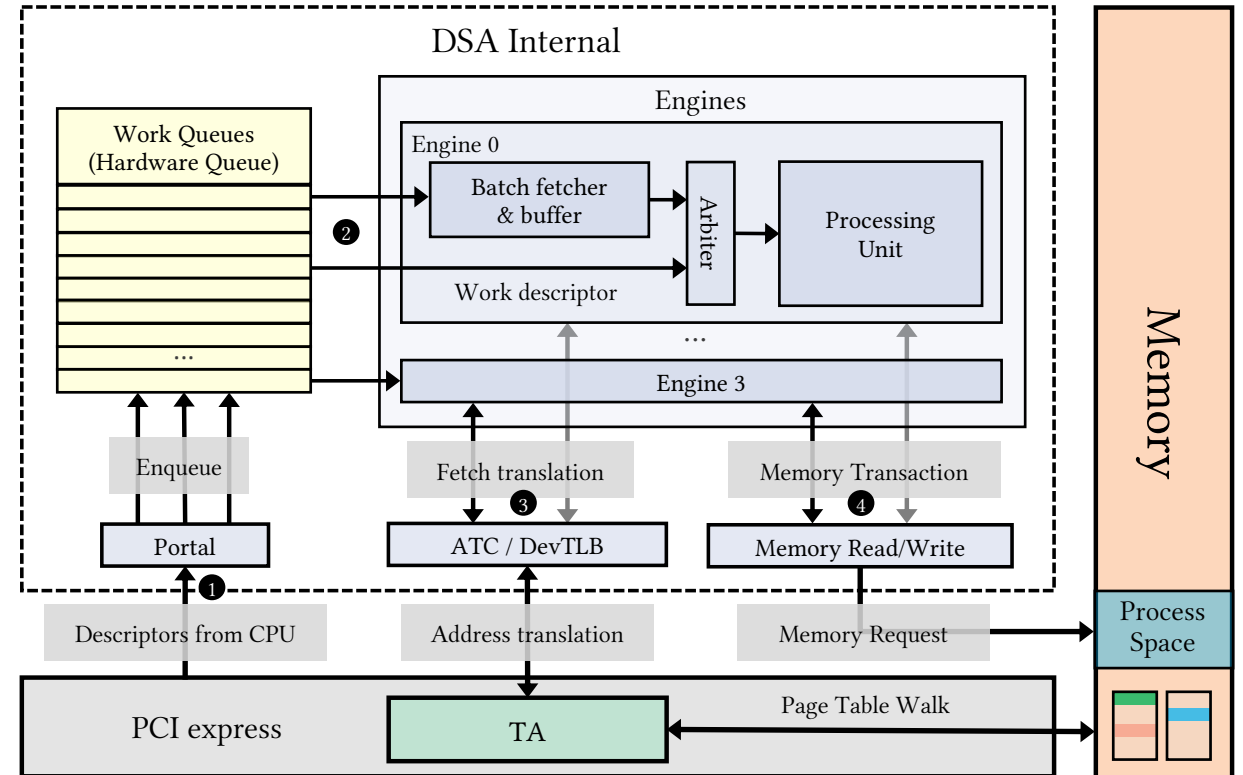 DSA Internal
Work Queues
(Hardware Queue)
...
Engines
Engine 0
Batch fetcher
& buffer
Arbiter
Processing
Unit
Work descriptor
2
...
Engine 3
Enqueue
Fetch translation
3
Memory Transaction
4
Portal
ATC / DevTLB
Memory Read/Write
1
Descriptors from CPU
Address translation
Memory Request
PCI express
TA
Page Table Walk
Memory
Process
Space